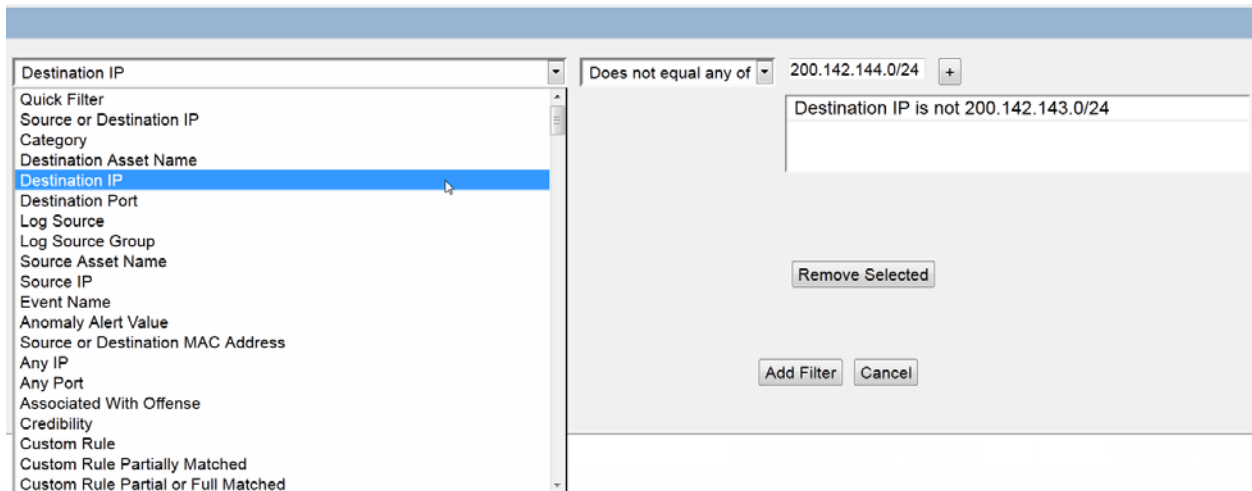 Destination IP
Does not equal any of
200.142.144.0/24
+
Quick Filter
Source or Destination IP
Category
Destination Asset Name
Destination IP
Destination Port
Log Source
Log Source Group
Source Asset Name
Source IP
Event Name
Anomaly Alert Value
Source or Destination MAC Address
Any IP
Any Port
Associated With Offense
Credibility
Custom Rule
Custom Rule Partially Matched
Custom Rule Partial or Full Matched
Destination IP is not 200.142.143.0/24
Remove Selected
Add Filter
Cancel